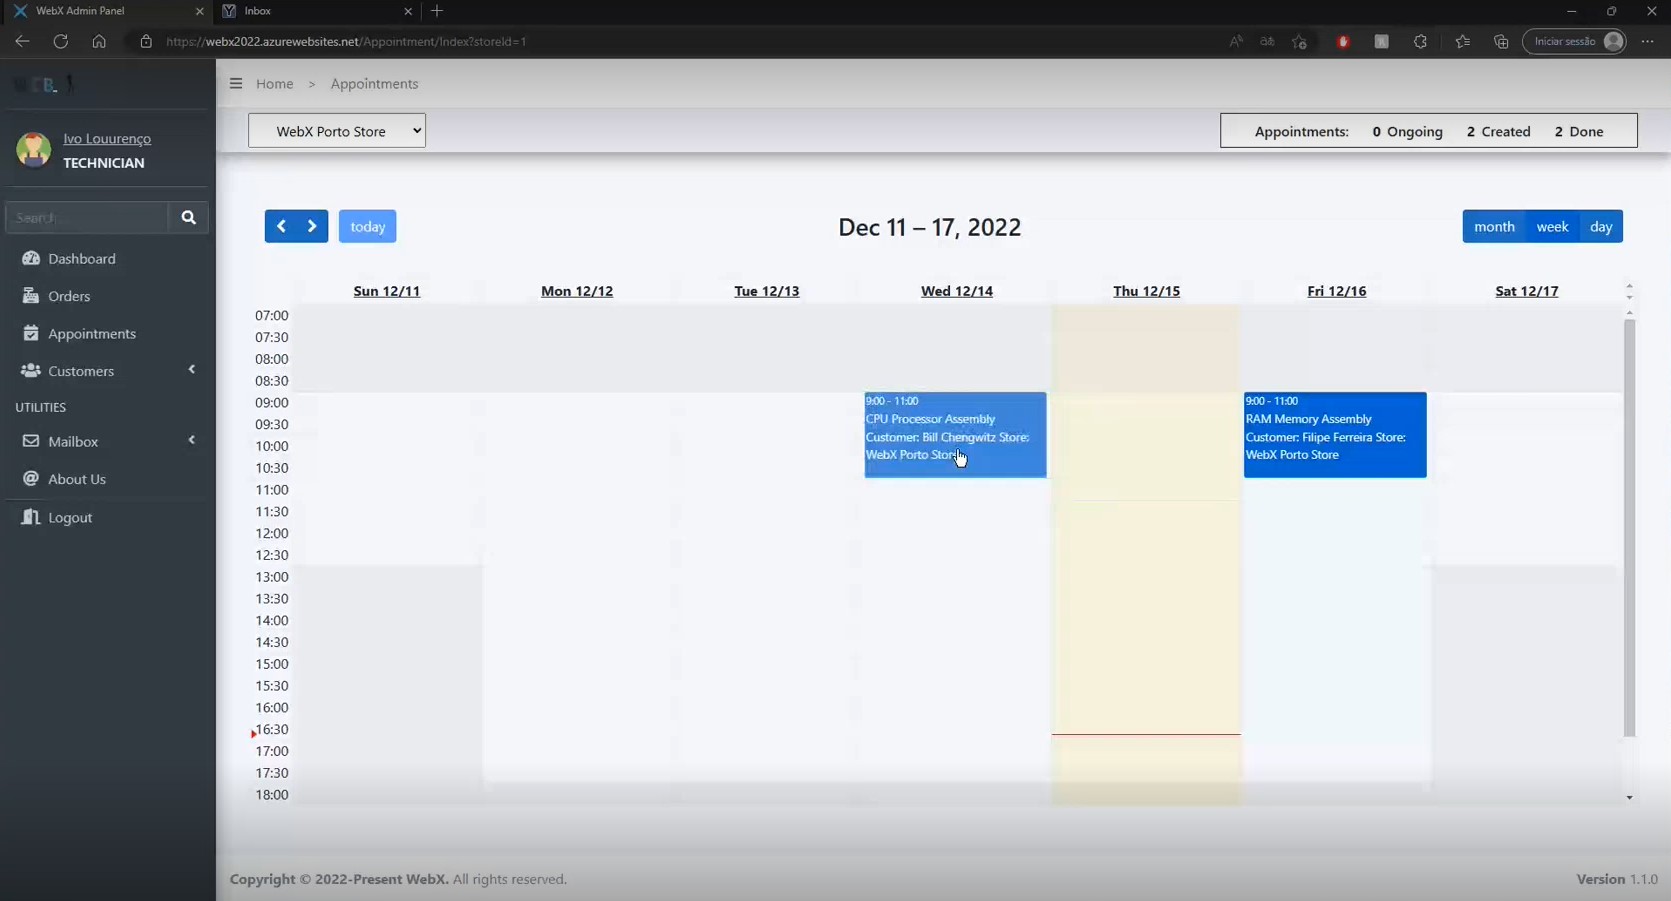 WebX Admin Panel
Inbox
https://webx2022.azurewebsites.net/Appointment/Index?storeId=1
Iniciar sessão
Home > Appointments
Ivo Louurenço
TECHNICIAN
WebX Porto Store
Appointments: 0 Ongoing 2 Created 2 Done
Search
Dashboard
Orders
Appointments
Customers
UTILITIES
Mailbox
About Us
Logout
today
Dec 11 – 17, 2022
month week day
Sun 12/11 Mon 12/12 Tue 12/13 Wed 12/14 Thu 12/15 Fri 12/16 Sat 12/17
07:00
07:30
08:00
08:30
09:00
09:30
10:00
10:30
11:00
11:30
12:00
12:30
13:00
13:30
14:00
14:30
15:00
15:30
16:00
16:30
17:00
17:30
18:00
9:00 - 11:00
CPU Processor Assembly
Customer: Bill Chengwitz Store:
WebX Porto Store
9:00 - 11:00
RAM Memory Assembly
Customer: Filipe Ferreira Store:
WebX Porto Store
Copyright © 2022-Present WebX. All rights reserved.
Version 1.1.0